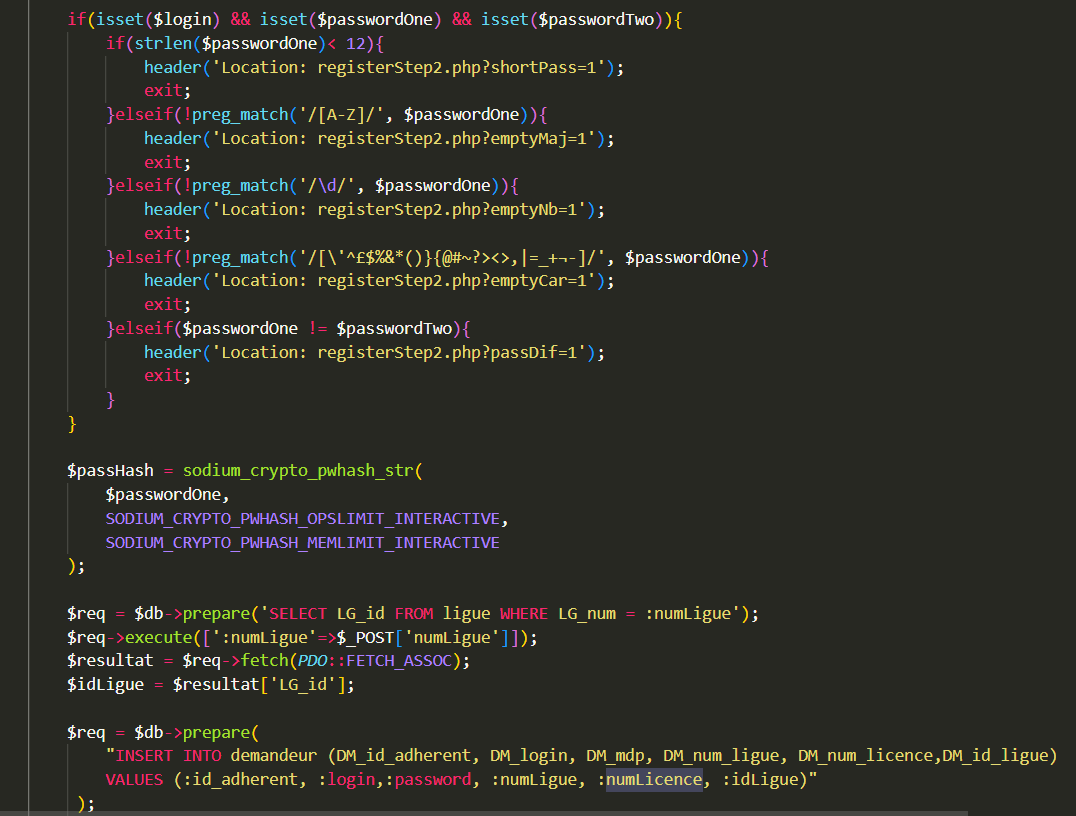 if(isset($login) && isset($passwordOne) && isset($passwordTwo)){
if(strlen($passwordOne)< 12){
header('Location: registerStep2.php?shortPass=1');
exit;
}elseif(!preg_match('/[A-Z]/', $passwordOne)){
header('Location: registerStep2.php?emptyMaj=1');
exit;
}elseif(!preg_match('/\d/', $passwordOne)){
header('Location: registerStep2.php?emptyNb=1');
exit;
}elseif(!preg_match('/[\'^£$%&*()}{@#~?><>,|=_+¬-]/', $passwordOne)){
header('Location: registerStep2.php?emptyCar=1');
exit;
}elseif($passwordOne != $passwordTwo){
header('Location: registerStep2.php?passDif=1');
exit;
}
}
$passHash = sodium_crypto_pwhash_str(
$passwordOne,
SODIUM_CRYPTO_PWHASH_OPSLIMIT_INTERACTIVE,
SODIUM_CRYPTO_PWHASH_MEMLIMIT_INTERACTIVE
);
$req = $db->prepare('SELECT LG_id FROM ligue WHERE LG_num = :numLigue');
$req->execute([':numLigue'=>$_POST['numLigue']]);
$resultat = $req->fetch(PDO::FETCH_ASSOC);
$idLigue = $resultat['LG_id'];
$req = $db->prepare(
"INSERT INTO demandeur (DM_id_adherent, DM_login, DM_mdp, DM_num_ligue, DM_num_licence,DM_id_ligue)
VALUES (:id_adherent, :login,:password, :numLigue, :numLicence, :idLigue)"
);